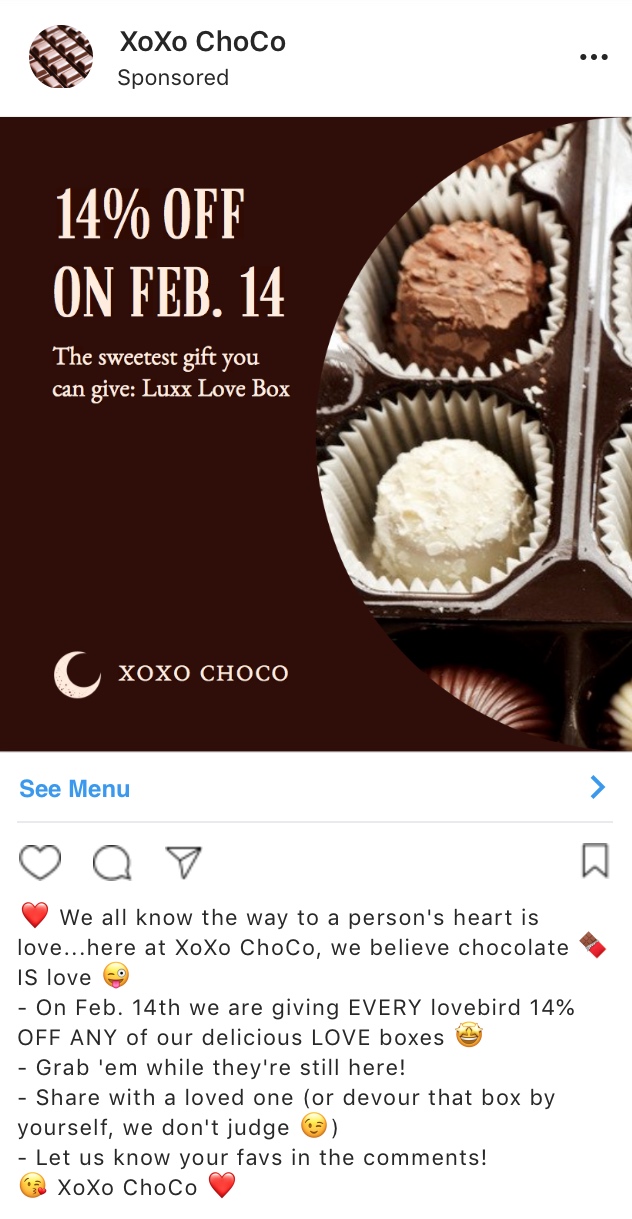 XoXo ChoCo
Sponsored
14% OFF
ON FEB. 14
The sweetest gift you
can give: Luxx Love Box
XOXO CHOCO
See Menu
❤️ We all know the way to a person's heart is
love...here at XoXo ChoCo, we believe chocolate 🍫
IS love 😜
- On Feb. 14th we are giving EVERY lovebird 14%
OFF ANY of our delicious LOVE boxes 🤩
- Grab 'em while they're still here!
- Share with a loved one (or devour that box by
yourself, we don't judge 😉)
- Let us know your favs in the comments!
😘 XoXo ChoCo ❤️